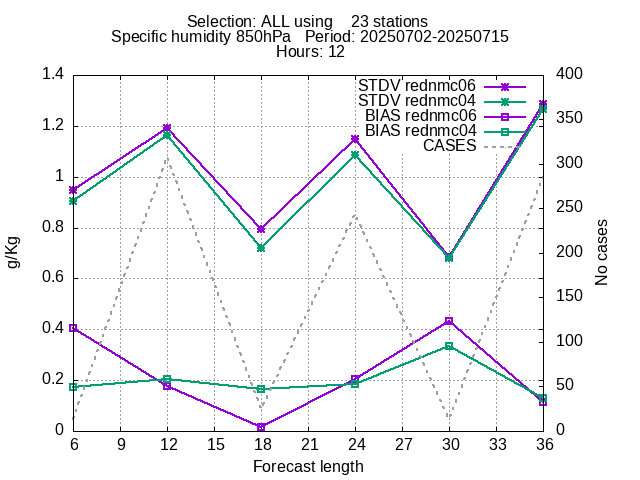 Selection: ALL using    23 stations
Specific humidity 850hPa   Period: 20250702-20250715
Hours: 12
STDV rednmc06
STDV rednmc04
BIAS rednmc06
BIAS rednmc04
CASES
1.4
1.2
1
0.8
0.6
0.4
0.2
0
g/Kg
400
350
300
250
200
150
100
50
0
No cases
6 9 12 15 18 21 24 27 30 33 36
Forecast length